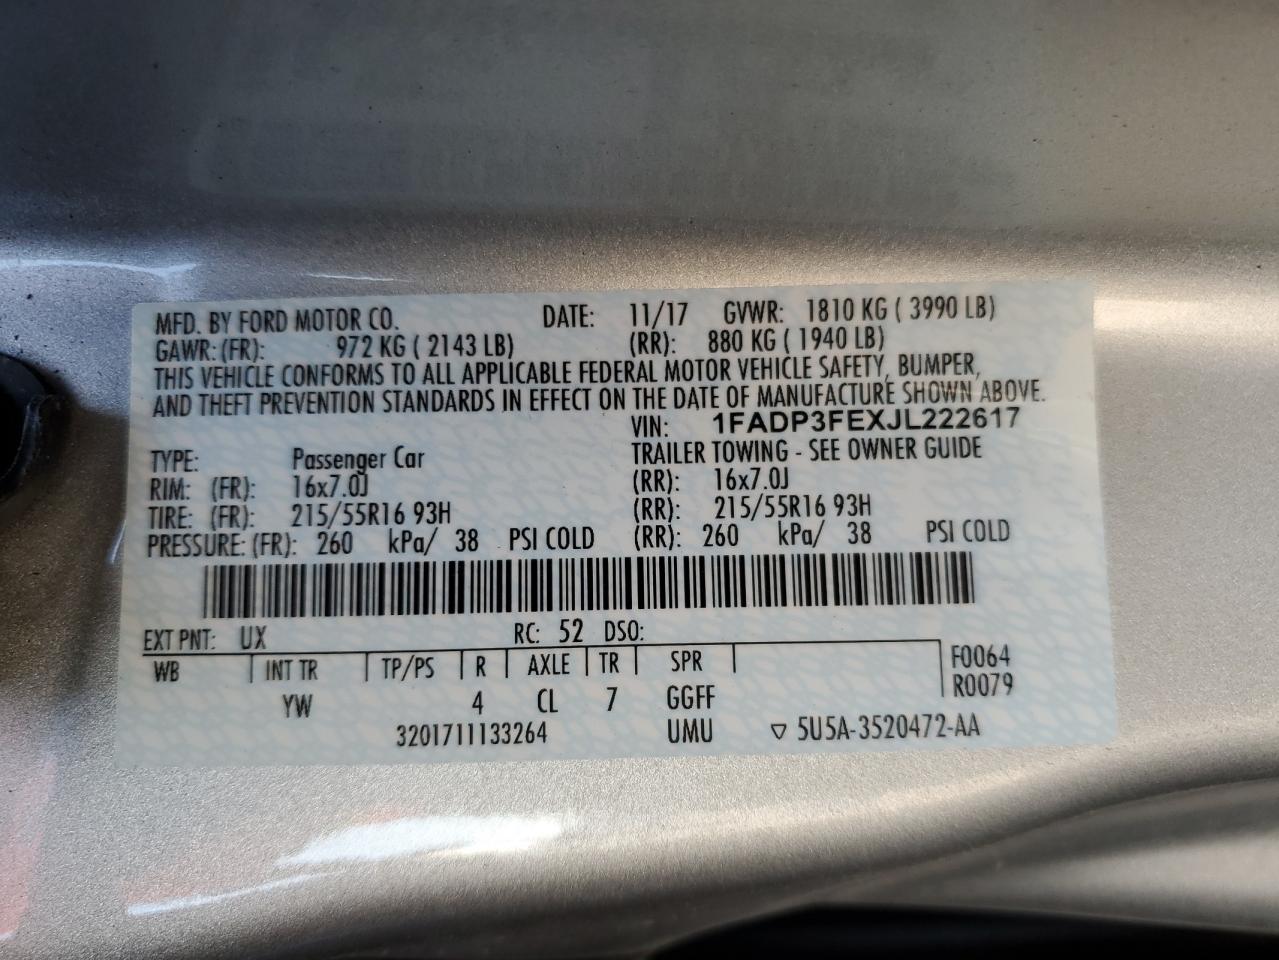 MFD. BY FORD MOTOR CO. DATE: 11/17 GVWR: 1810 KG ( 3990 LB)
GAWR: (FR): 972 KG ( 2143 LB) (RR): 880 KG ( 1940 LB)
THIS VEHICLE CONFORMS TO ALL APPLICABLE FEDERAL MOTOR VEHICLE SAFETY, BUMPER,
AND THEFT PREVENTION STANDARDS IN EFFECT ON THE DATE OF MANUFACTURE SHOWN ABOVE.
VIN: 1FADP3FEXJL222617
TYPE: Passenger Car TRAILER TOWING - SEE OWNER GUIDE
RIM: (FR): 16x7.0J (RR): 16x7.0J
TIRE: (FR): 215/55R16 93H (RR): 215/55R16 93H
PRESSURE: (FR): 260 kPa/ 38 PSI COLD (RR): 260 kPa/ 38 PSI COLD
EXT PNT: UX RC: 52 DSO:
WB INT TR TP/PS R AXLE TR SPR F0064
YW 4 CL 7 GGFF R0079
3201711133264 UMU ▽ 5U5A-3520472-AA